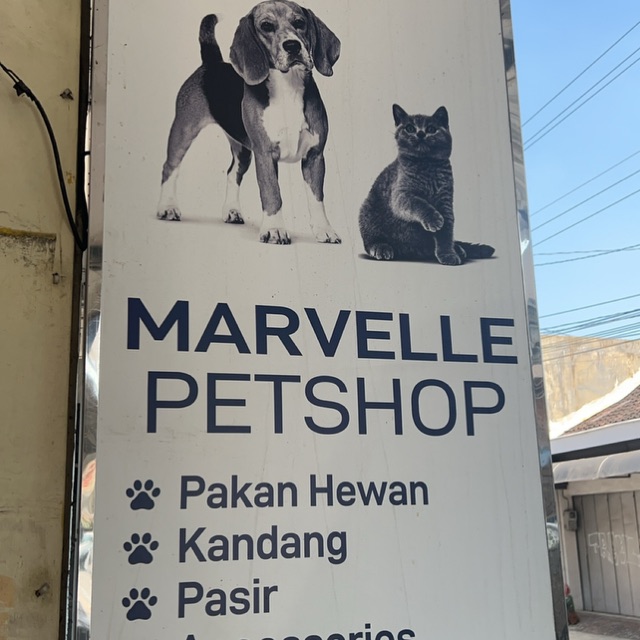 MARVELLE
PETSHOP
Pakan Hewan
Kandang
Pasir